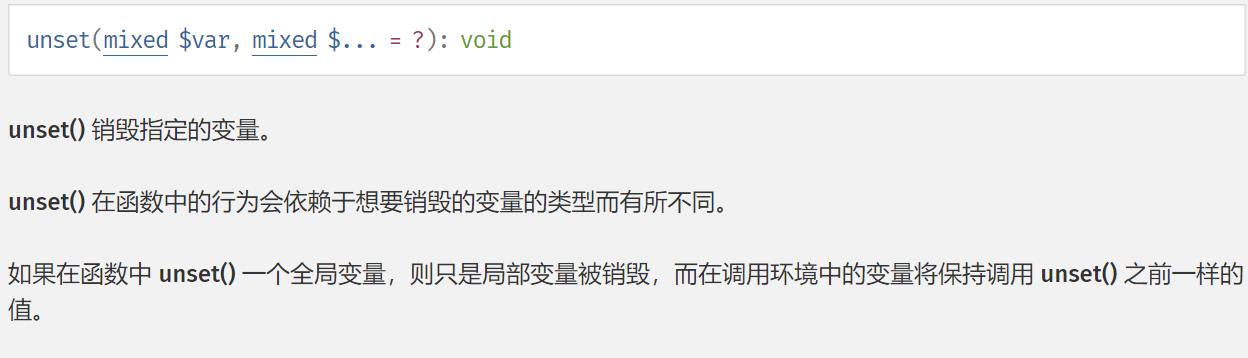 unset(mixed $var, mixed $... = ?): void
unset() 销毁指定的变量。
unset() 在函数中的行为会依赖于想要销毁的变量的类型而有所不同。
如果在函数中 unset() 一个全局变量，则只是局部变量被销毁，而在调用环境中的变量将保持调用 unset() 之前一样的
值。